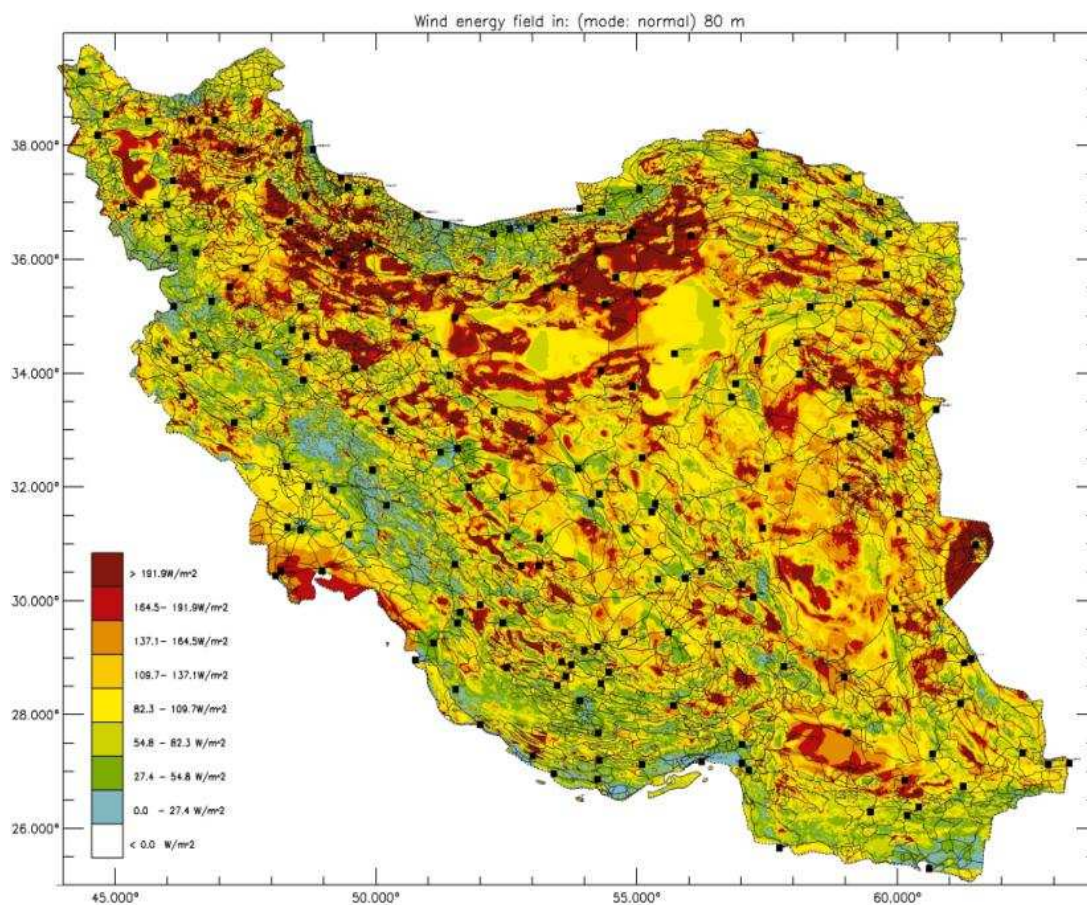 Wind energy field in: (mode: normal) 80 m
38.000°
36.000°
34.000°
32.000°
30.000°
28.000°
26.000°
> 191.9W/m^2
164.5- 191.9W/m^2
137.1- 164.5W/m^2
109.7- 137.1W/m^2
82.3 - 109.7W/m^2
54.8 - 82.3 W/m^2
27.4 - 54.8 W/m^2
0.0 - 27.4 W/m^2
< 0.0 W/m^2
45.000° 50.000° 55.000° 60.000°